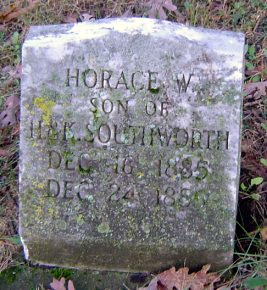 HORACE W.
SON OF
H&K. SOUTHWORTH
DEC. 16 1885
DEC. 24